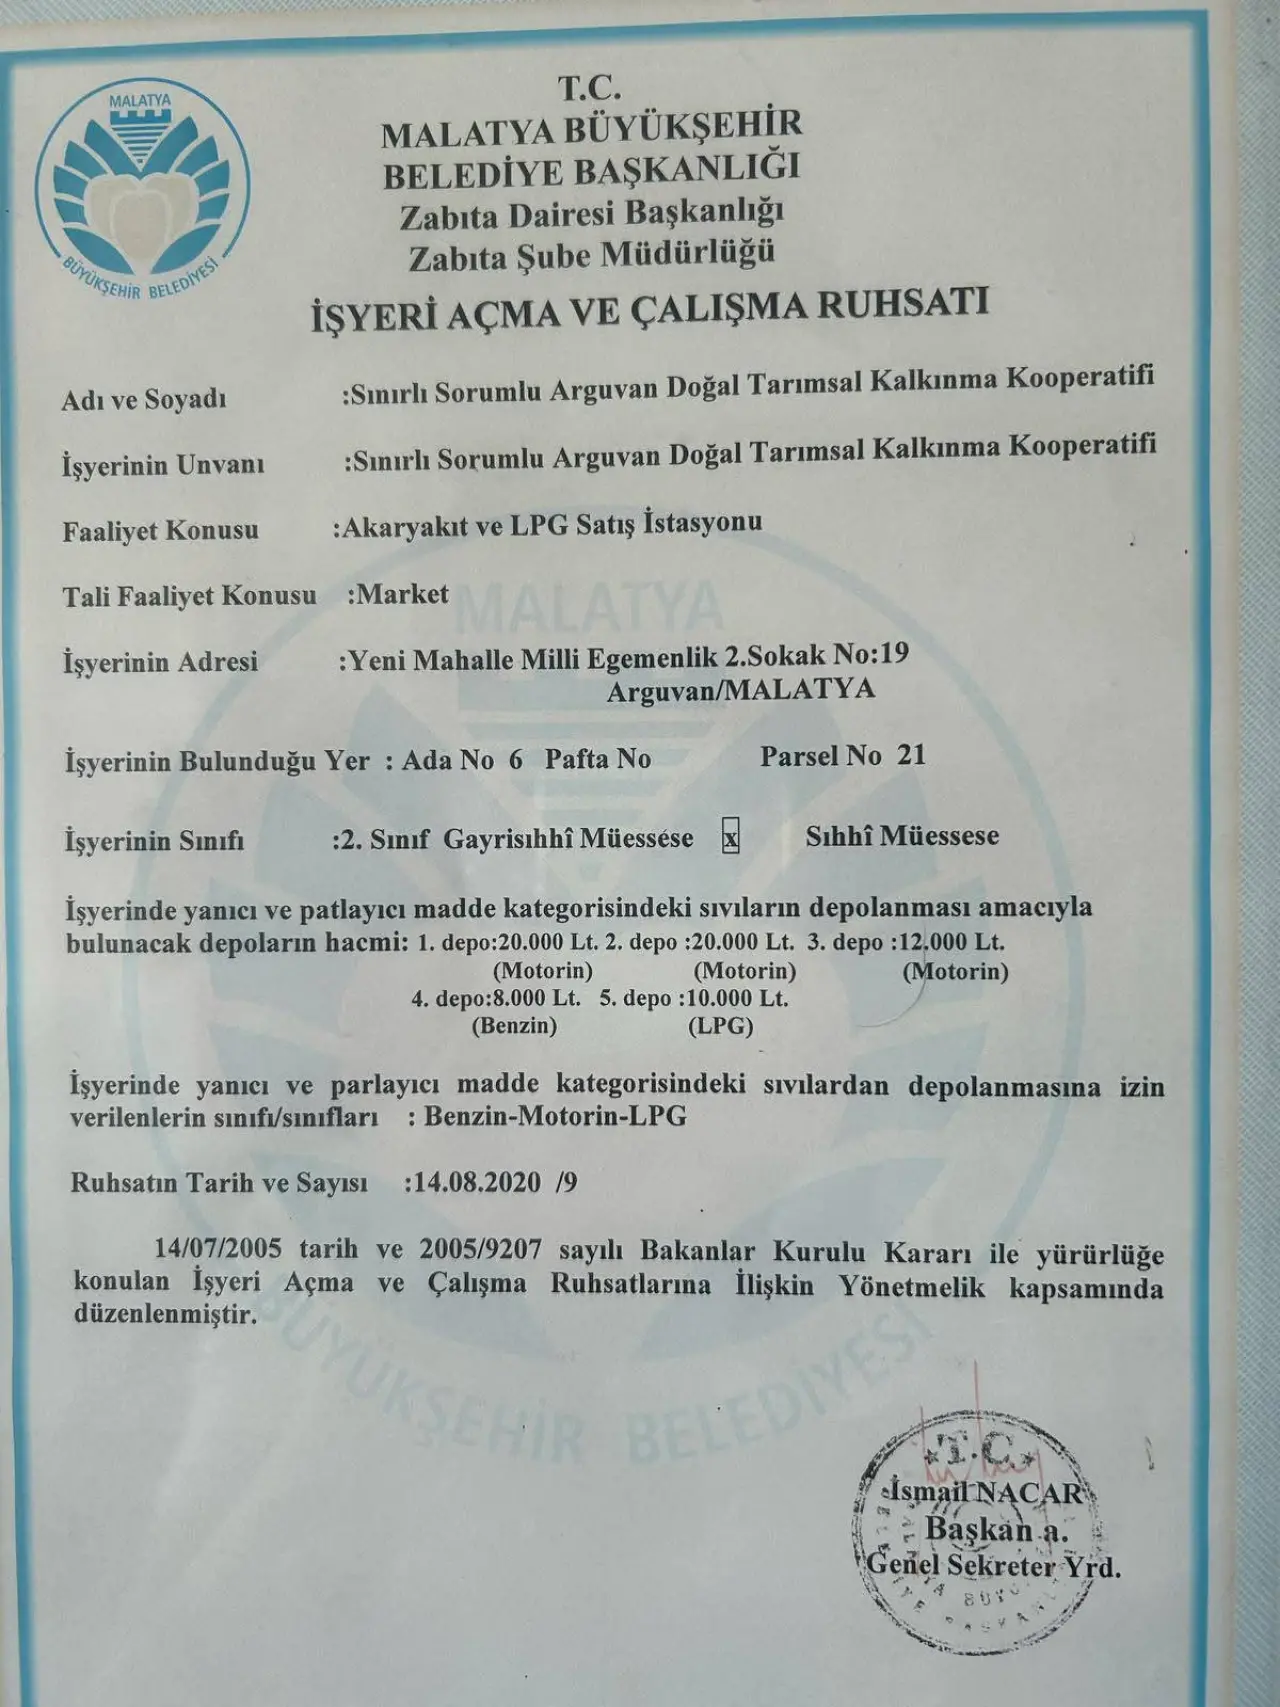 MALATYA
BÜYÜKŞEHİR BELEDİYESİ
T.C.
MALATYA BÜYÜKŞEHİR
BELEDİYE BAŞKANLIĞI
Zabıta Dairesi Başkanlığı
Zabıta Şube Müdürlüğü
İŞYERİ AÇMA VE ÇALIŞMA RUHSATI
Adı ve Soyadı :Sınırlı Sorumlu Arguvan Doğal Tarımsal Kalkınma Kooperatifi
İşyerinin Unvanı :Sınırlı Sorumlu Arguvan Doğal Tarımsal Kalkınma Kooperatifi
Faaliyet Konusu :Akaryakıt ve LPG Satış İstasyonu
Tali Faaliyet Konusu :Market
MALATYA
İşyerinin Adresi :Yeni Mahalle Milli Egemenlik 2.Sokak No:19
Arguvan/MALATYA
İşyerinin Bulunduğu Yer : Ada No 6 Pafta No Parsel No 21
İşyerinin Sınıfı :2. Sınıf Gayrisıhhî Müessese x Sıhhî Müessese
İşyerinde yanıcı ve patlayıcı madde kategorisindeki sıvıların depolanması amacıyla
bulunacak depoların hacmi: 1. depo:20.000 Lt. 2. depo :20.000 Lt. 3. depo :12.000 Lt.
(Motorin) (Motorin) (Motorin)
4. depo:8.000 Lt. 5. depo :10.000 Lt.
(Benzin) (LPG)
İşyerinde yanıcı ve parlayıcı madde kategorisindeki sıvılardan depolanmasına izin
verilenlerin sınıfı/sınıfları : Benzin-Motorin-LPG
Ruhsatın Tarih ve Sayısı :14.08.2020 /9
14/07/2005 tarih ve 2005/9207 sayılı Bakanlar Kurulu Kararı ile yürürlüğe
konulan İşyeri Açma ve Çalışma Ruhsatlarına İlişkin Yönetmelik kapsamında
düzenlenmiştir.
BÜYÜKŞEHİR BELEDİYESİ
T.C.
İsmail NACAR
Başkan a.
Genel Sekreter Yrd.